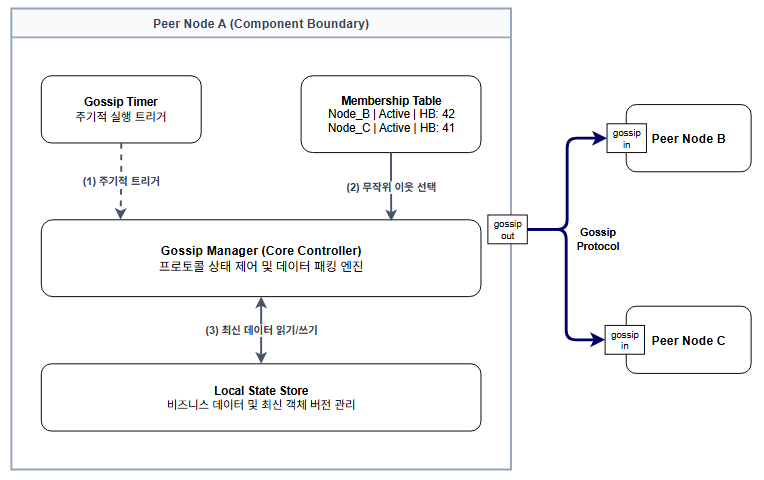 Peer Node A (Component Boundary)
Gossip Timer
주기적 실행 트리거
Membership Table
Node_B | Active | HB: 42
Node_C | Active | HB: 41
(1) 주기적 트리거
(2) 무작위 이웃 선택
Gossip Manager (Core Controller)
프로토콜 상태 제어 및 데이터 패킹 엔진
(3) 최신 데이터 읽기/쓰기
Local State Store
비즈니스 데이터 및 최신 객체 버전 관리
gossip
out
Gossip
Protocol
gossip
in
Peer Node B
gossip
in
Peer Node C